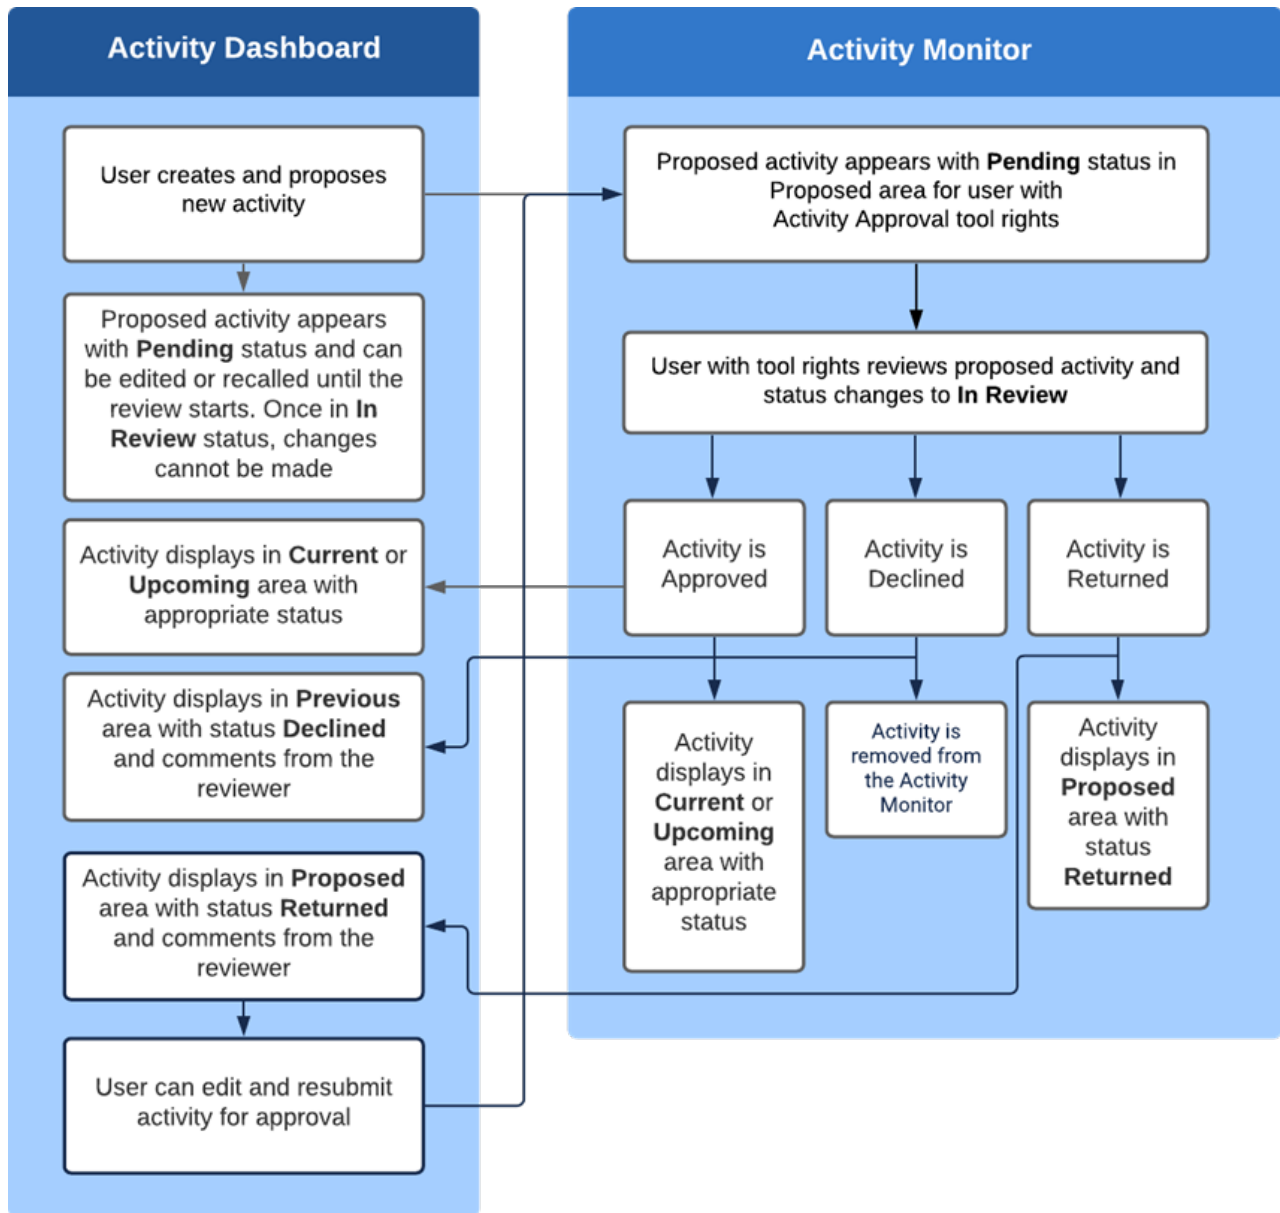 Activity Dashboard
User creates and proposes
new activity
Proposed activity appears
with Pending status and can
be edited or recalled until the
review starts. Once in In
Review status, changes
cannot be made
Activity displays in Current or
Upcoming area with
appropriate status
Activity displays in Previous
area with status Declined
and comments from the
reviewer
Activity displays in Proposed
area with status Returned
and comments from the
reviewer
User can edit and resubmit
activity for approval
Activity Monitor
Proposed activity appears with Pending status in
Proposed area for user with
Activity Approval tool rights
User with tool rights reviews proposed activity and
status changes to In Review
Activity is
Approved
Activity is
Declined
Activity is
Returned
Activity
displays in
Current or
Upcoming
area with
appropriate
status
Activity is
removed from
the Activity
Monitor
Activity
displays in
Proposed
area with
status
Returned